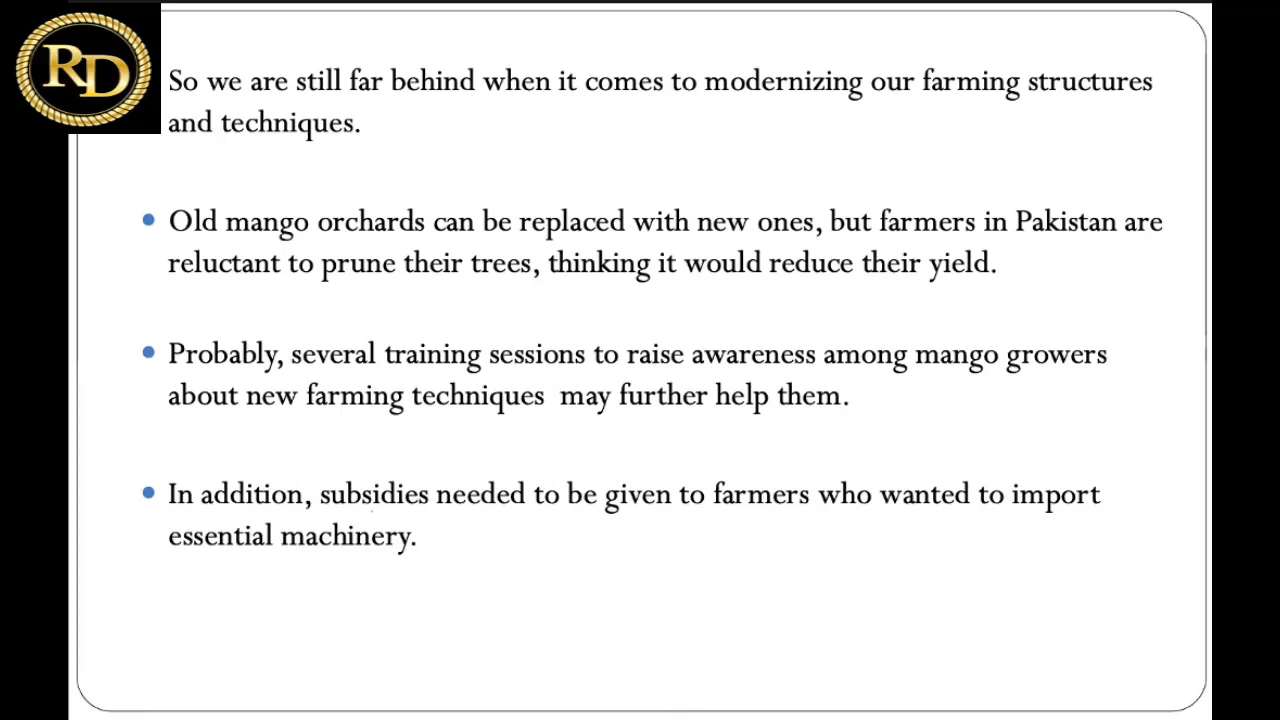 RD
So we are still far behind when it comes to modernizing our farming structures
and techniques.
• Old mango orchards can be replaced with new ones, but farmers in Pakistan are
reluctant to prune their trees, thinking it would reduce their yield.
• Probably, several training sessions to raise awareness among mango growers
about new farming techniques  may further help them.
• In addition, subsidies needed to be given to farmers who wanted to import
essential machinery.